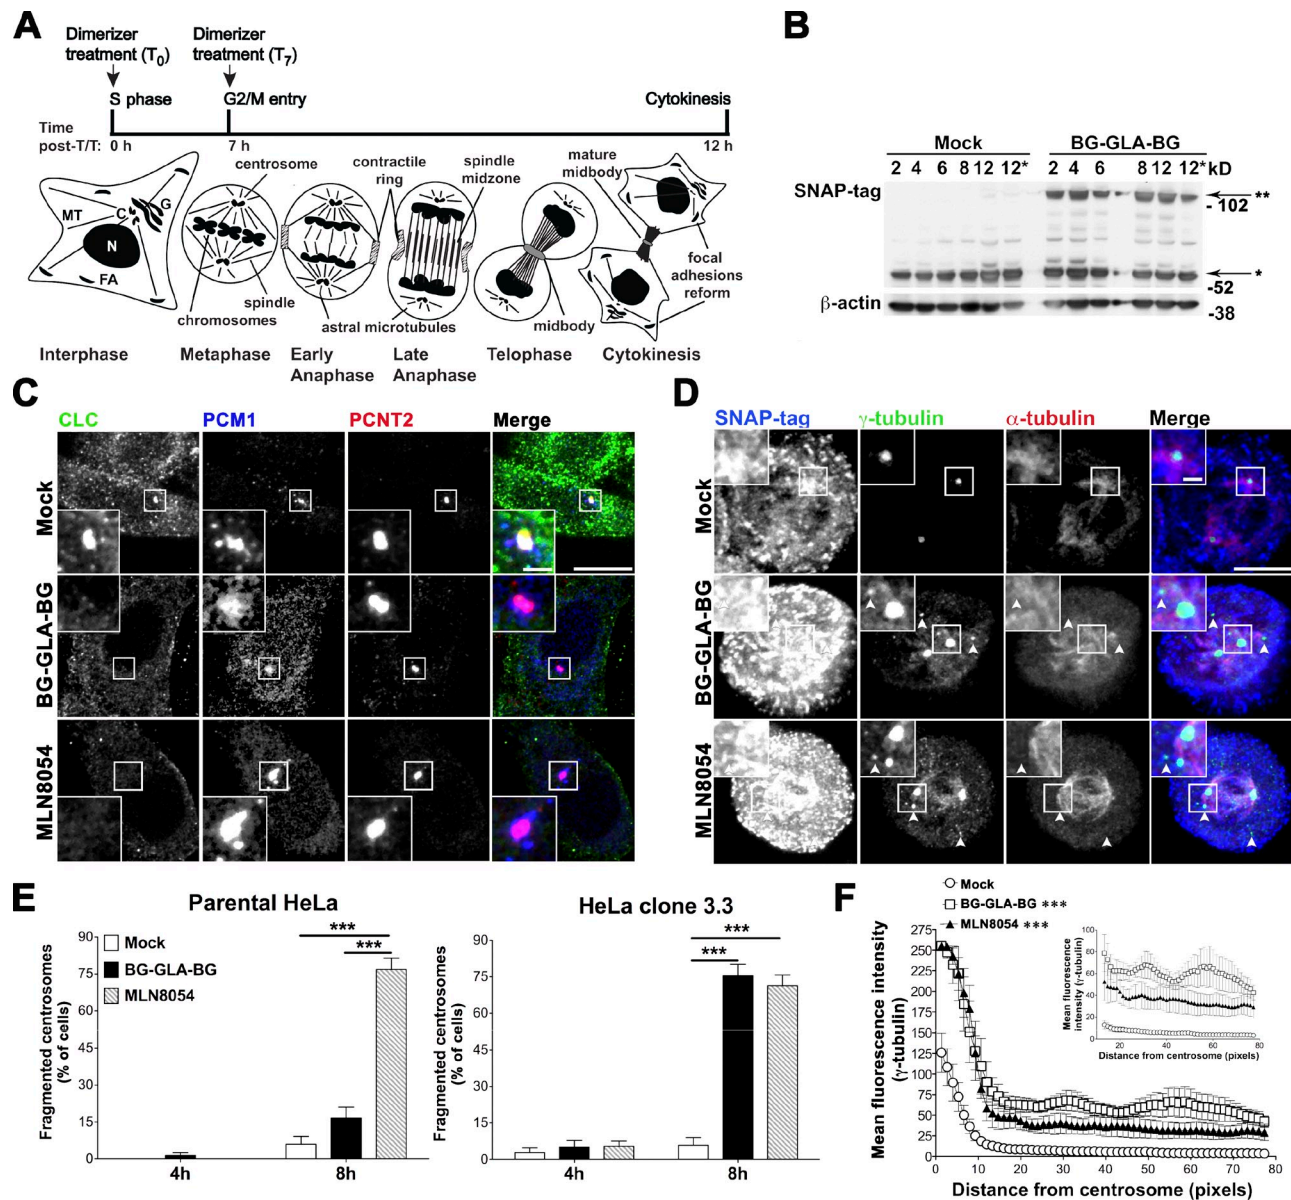 A
Dimerizer
treatment (T0)
Dimerizer
treatment (T7)
S phase
G2/M entry
Cytokinesis
Time
post-T/T: 0 h
7 h
12 h
centrosome
contractile
ring
spindle
midzone
mature
midbody
MT
C
G
N
FA
spindle
chromosomes
astral microtubules
midbody
focal
adhesions
reform
Interphase
Metaphase
Early
Anaphase
Late
Anaphase
Telophase
Cytokinesis
B
Mock
BG-GLA-BG
2 4 6 8 12 12*
2 4 6 8 12 12* kD
SNAP-tag
**
- 102
*
-52
β-actin
-38
C
CLC
PCM1
PCNT2
Merge
Mock
BG-GLA-BG
MLN8054
D
SNAP-tag
γ-tubulin
α-tubulin
Merge
Mock
BG-GLA-BG
MLN8054
E
Parental HeLa
Fragmented centrosomes
(% of cells)
90
75
60
45
30
15
0
Mock
BG-GLA-BG
MLN8054
***
***
4h
8h
HeLa clone 3.3
Fragmented centrosomes
(% of cells)
90
75
60
45
30
15
0
***
***
4h
8h
F
Mock
BG-GLA-BG ***
MLN8054 ***
Mean fluorescence intensity
(γ-tubulin)
275
250
225
200
175
150
125
100
75
50
25
0
0 10 20 30 40 50 60 70 80
Distance from centrosome (pixels)
Mean fluorescence
intensity (γ-tubulin)
100
80
60
40
20
0
20 40 60 80
Distance from centrosome (pixels)